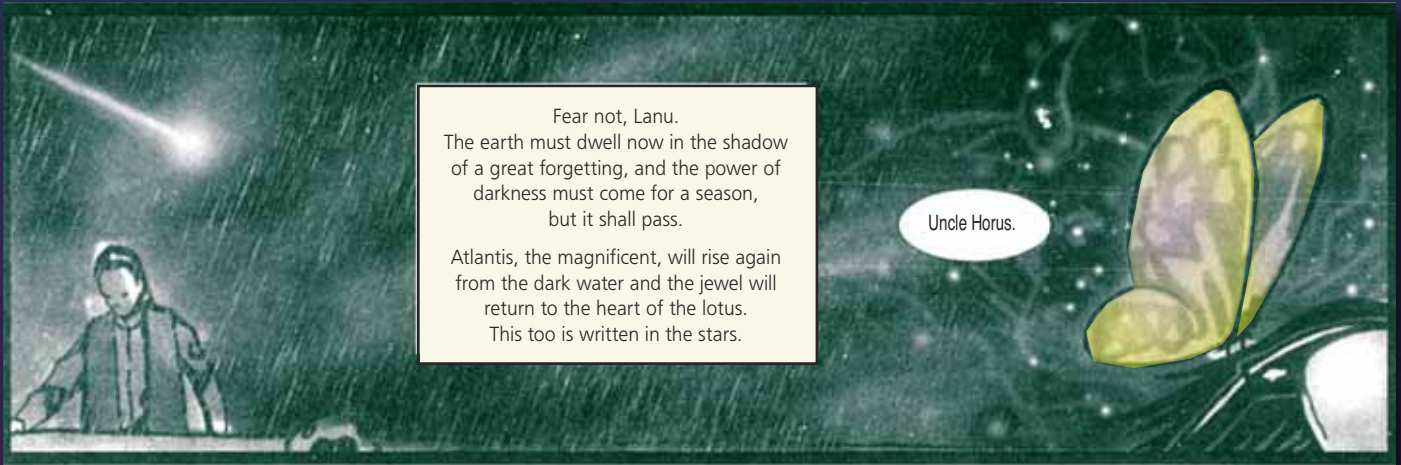 Fear not, Lanu.
The earth must dwell now in the shadow
of a great forgetting, and the power of
darkness must come for a season,
but it shall pass.
Atlantis, the magnificent, will rise again
from the dark water and the jewel will
return to the heart of the lotus.
This too is written in the stars.
Uncle Horus.